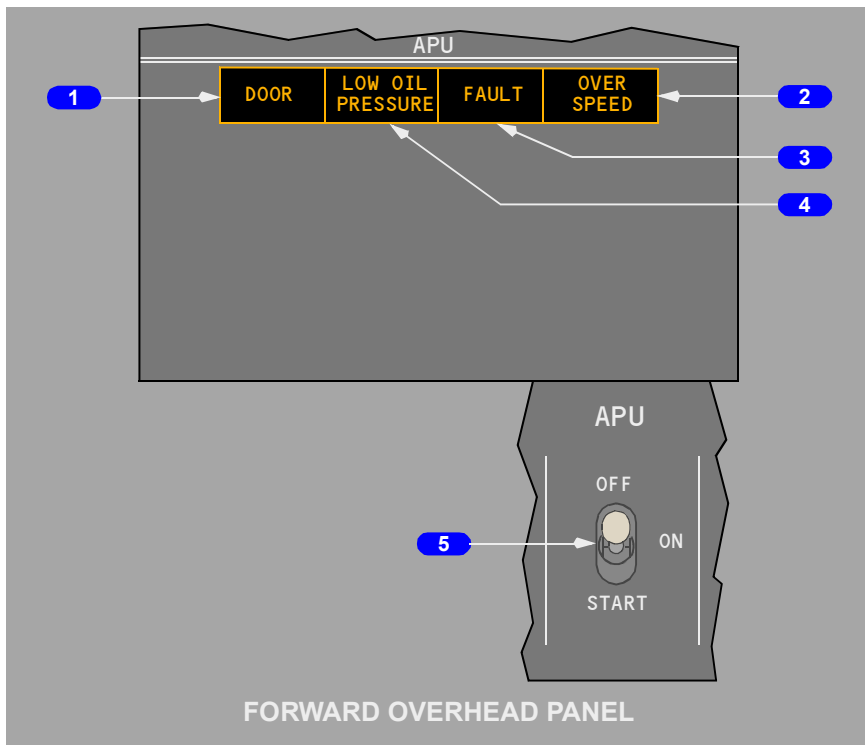 APU
1
DOOR
LOW OIL
PRESSURE
FAULT
OVER
SPEED
2
3
4
APU
OFF
5
ON
START
FORWARD OVERHEAD PANEL